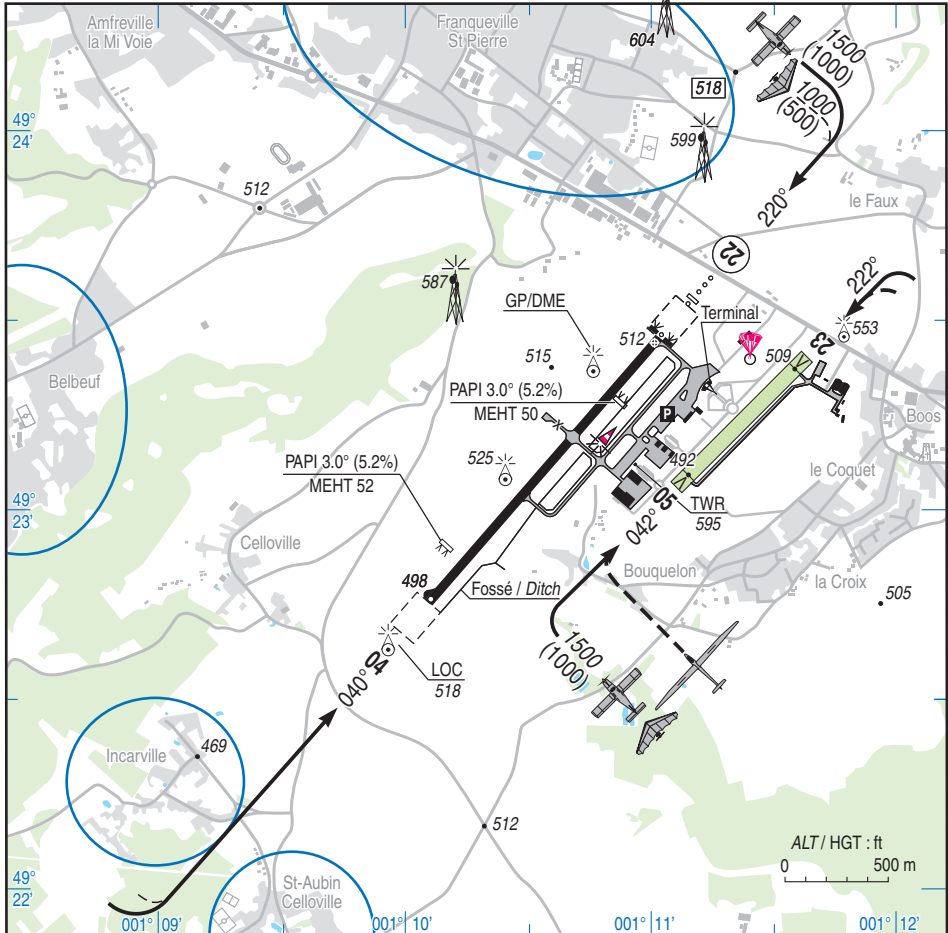 Amfreville
la Mi Voie
Franqueville
St Pierre
604
1500
(1000)
1000
(500)
518
49°
24'
599
512
220°
le Faux
22
587
222°
GP/DME
Terminal
553
512
23
515
509
Belbeuf
PAPI 3.0° (5.2%)
MEHT 50
P
Boos
PAPI 3.0° (5.2%)
MEHT 52
525
492
le Coquet
49°
23'
05
TWR
595
042°
Celloville
Bouquelon
la Croix
498
Fossé / Ditch
505
04
040°
LOC
518
1500
(1000)
Incarville
469
512
ALT / HGT : ft
0 500 m
49°
22'
St-Aubin
Celloville
001° 09'
001° 10'
001° 11'
001° 12'